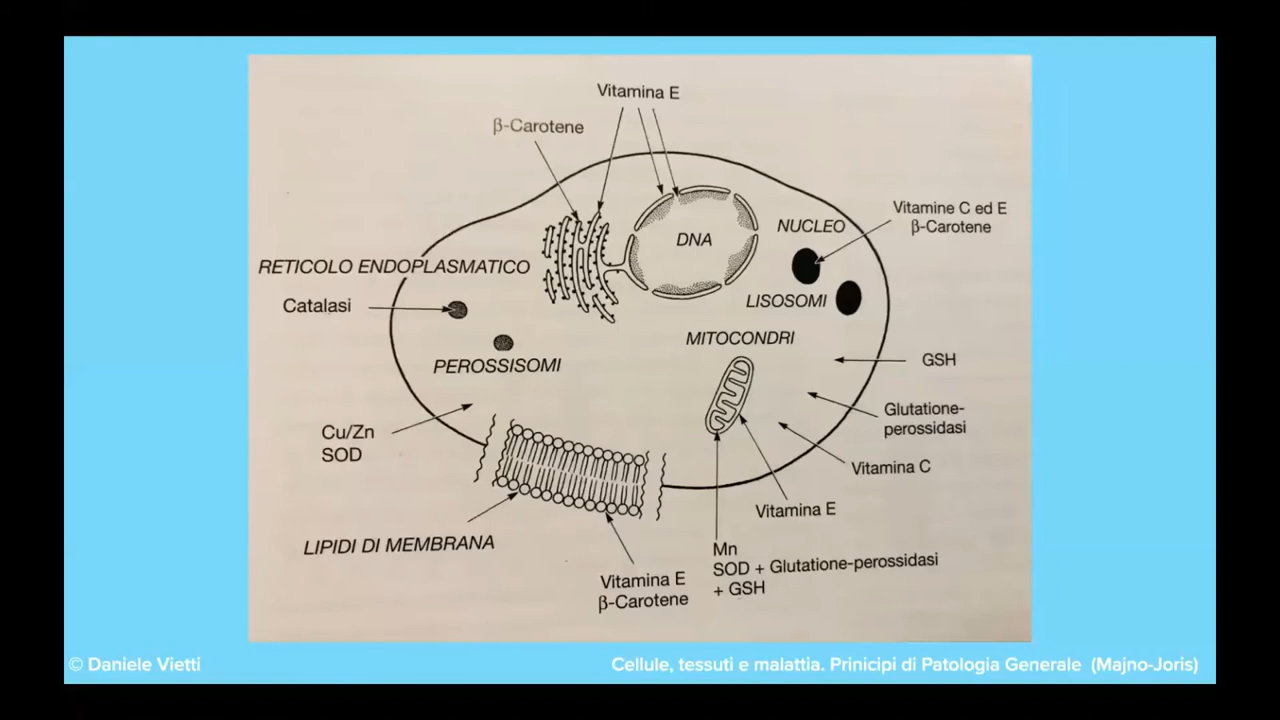 Vitamina E
β-Carotene
Vitamine C ed E
β-Carotene
NUCLEO
DNA
RETICOLO ENDOPLASMATICO
LISOSOMI
Catalasi
MITOCONDRI
PEROSSISOMI
GSH
Glutatione-
perossidasi
Cu/Zn
SOD
Vitamina C
Vitamina E
LIPIDI DI MEMBRANA
Mn
SOD + Glutatione-perossidasi
+ GSH
Vitamina E
β-Carotene
© Daniele Vietti
Cellule, tessuti e malattia. Prinicipi di Patologia Generale (Majno-Joris)